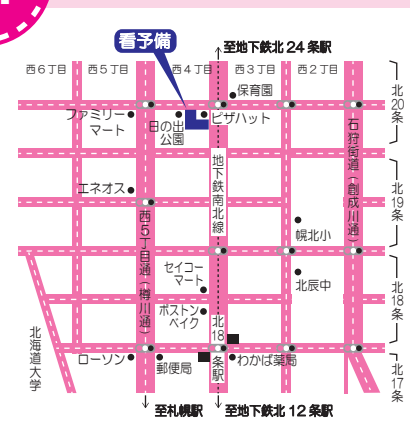 看予備
至地下鉄北24条駅
西6丁目
西5丁目
西4丁目
西3丁目
西2丁目
保育園
ファミリー
マート
日の出
公園
ピザハット
北20条
石狩街道（創成川通）
地下鉄南北線
エネオス
北19条
西5丁目通（樽川通）
幌北小
セイコー
マート
北辰中
ボストン
ベイク
北18条
北18条駅
北海道大学
ローソン
郵便局
わかば薬局
北17条
至札幌駅
至地下鉄北12条駅